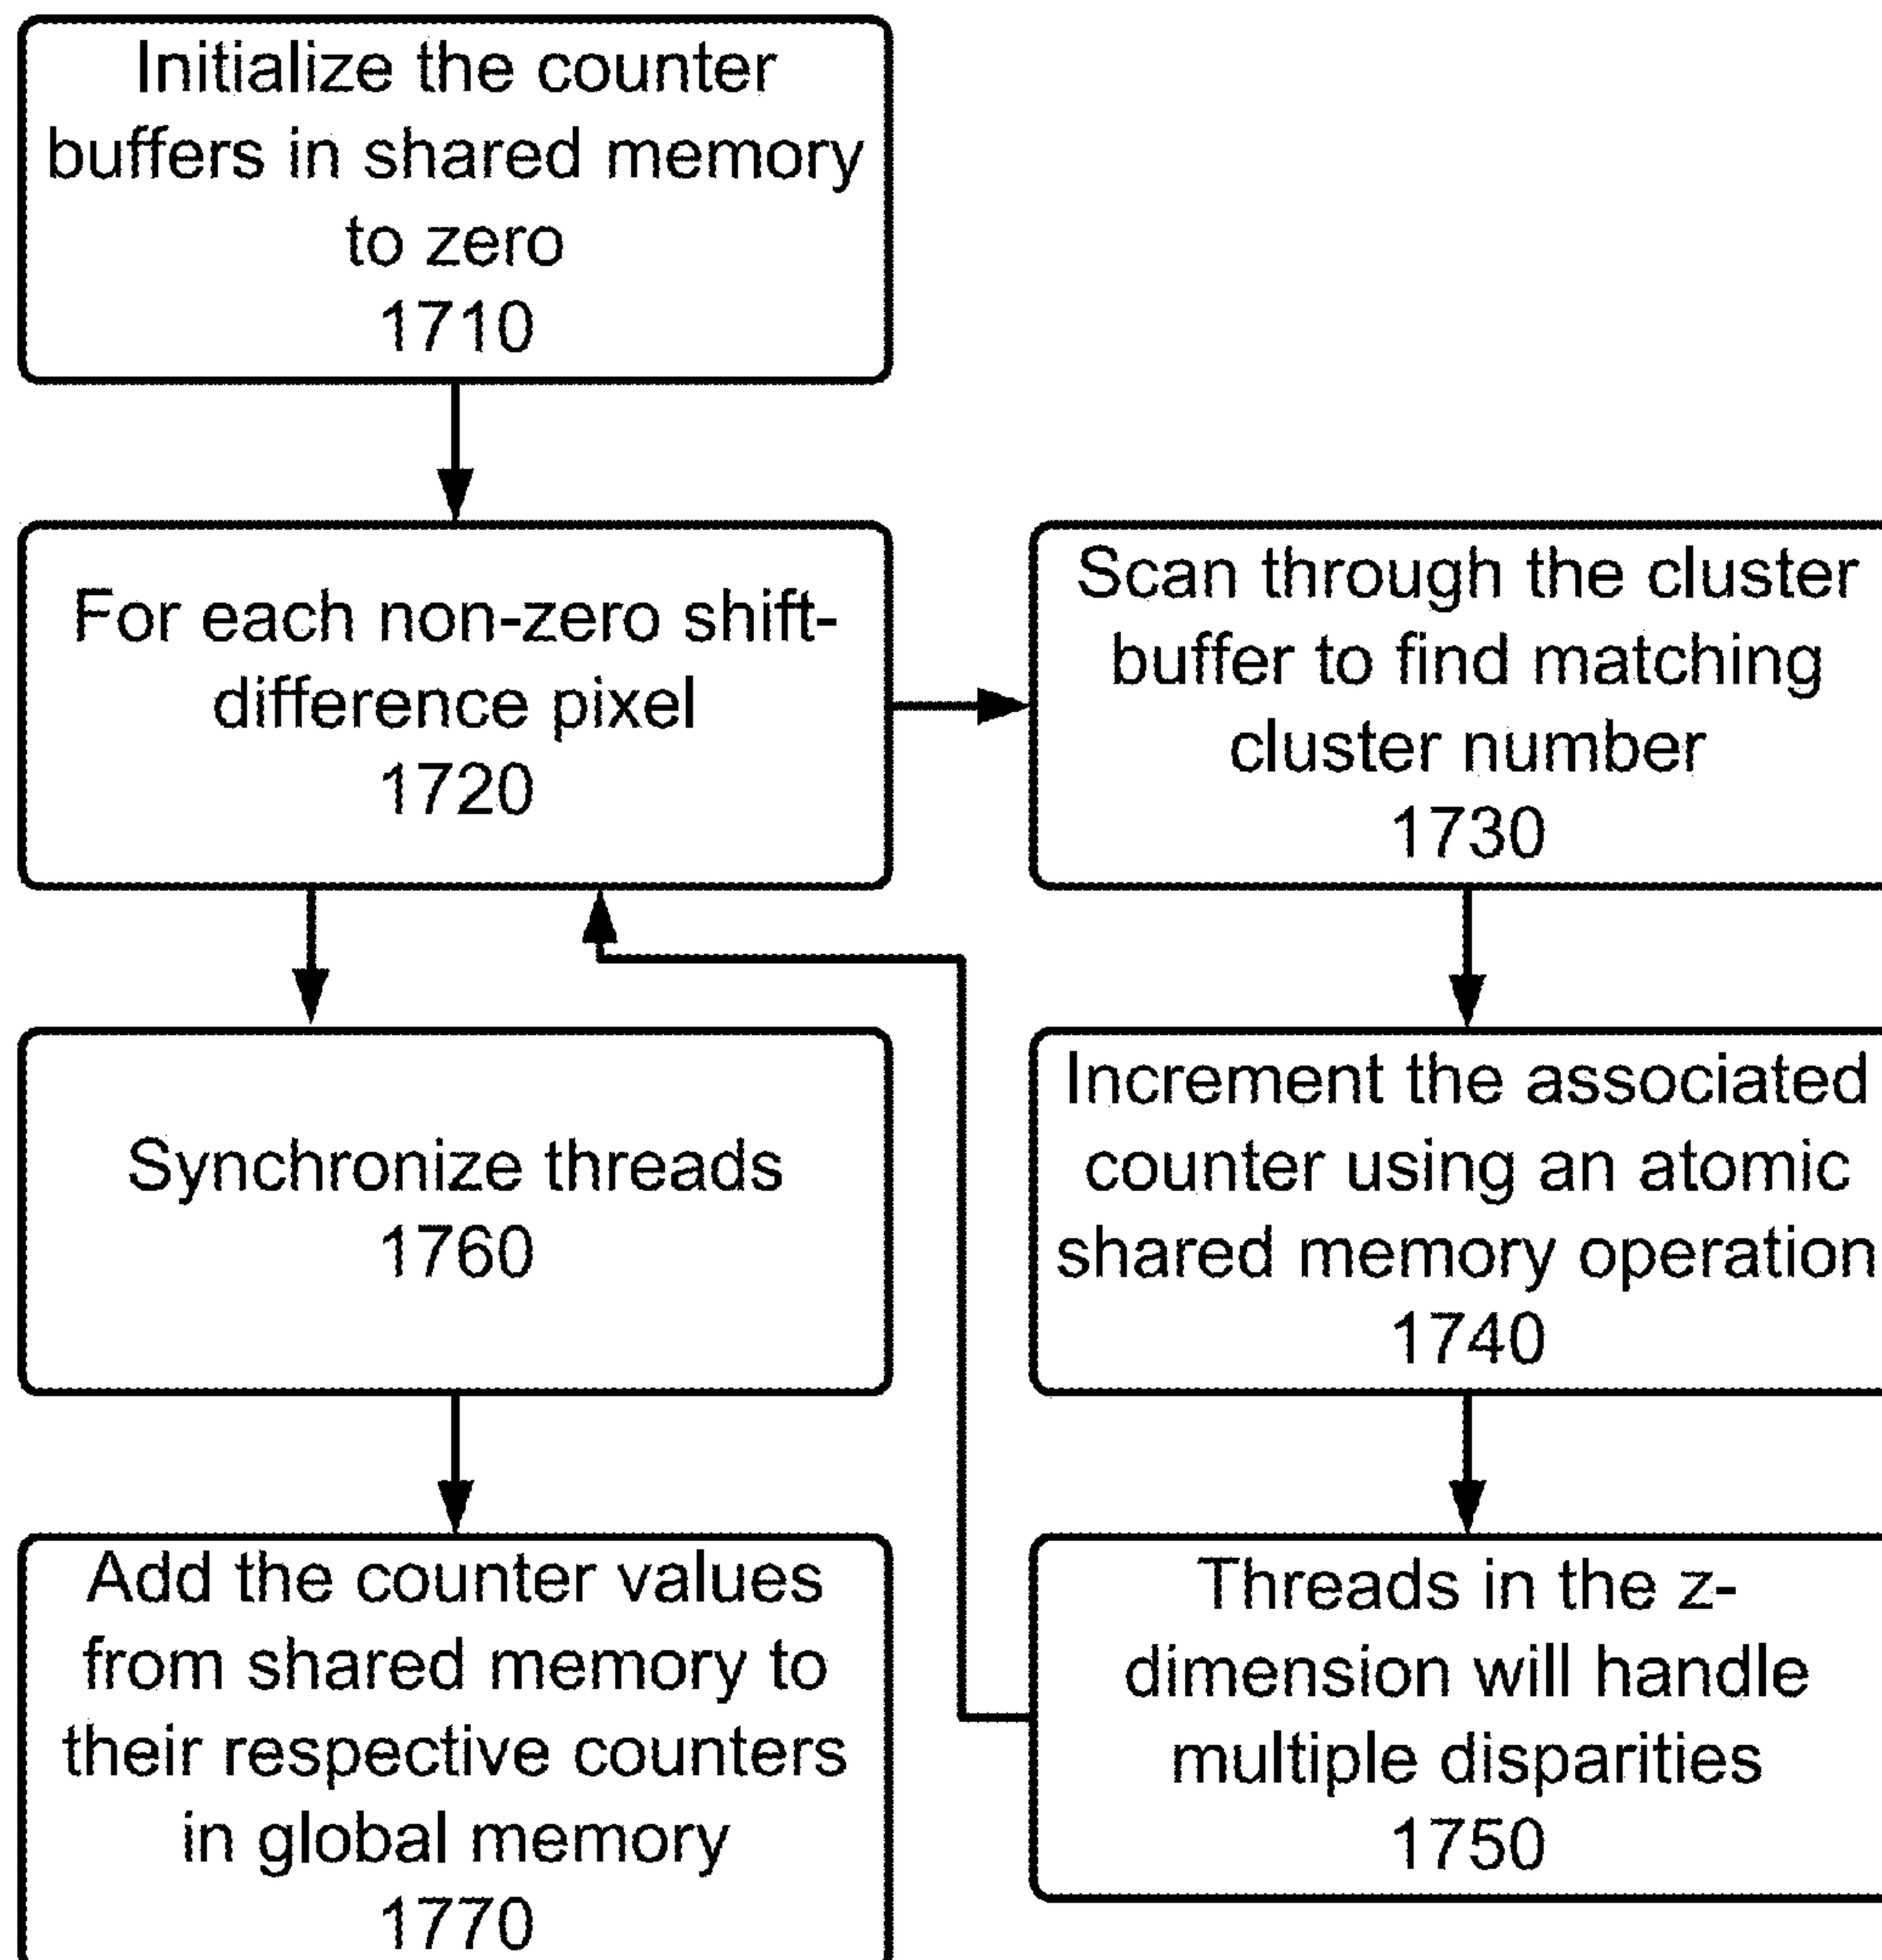 Initialize the counter
buffers in shared memory
to zero
1710
For each non-zero shift-
difference pixel
1720
Scan through the cluster
buffer to find matching
cluster number
1730
Increment the associated
counter using an atomic
shared memory operation
1740
Threads in the z-
dimension will handle
multiple disparities
1750
Synchronize threads
1760
Add the counter values
from shared memory to
their respective counters
in global memory
1770